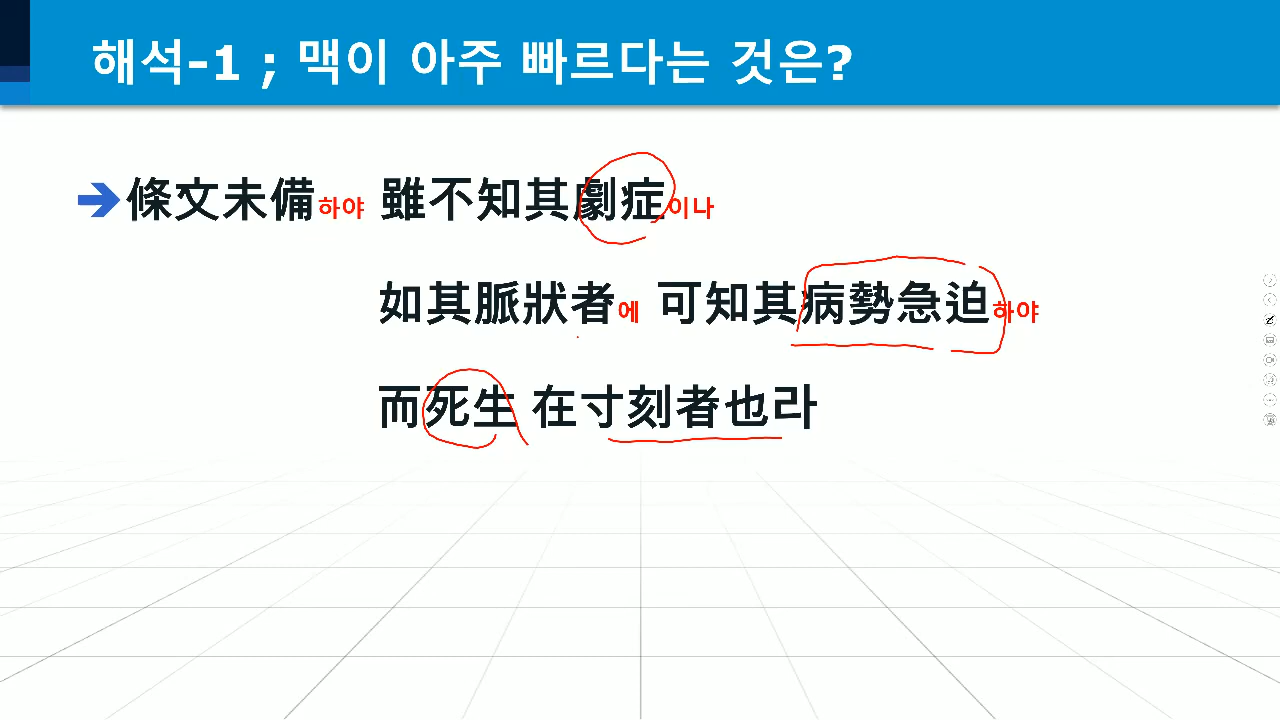 해석-1 ; 맥이 아주 빠르다는 것은?
條文未備하야 雖不知其劇症이나
如其脈狀者에 可知其病勢急迫하야
而死生 在寸刻者也라